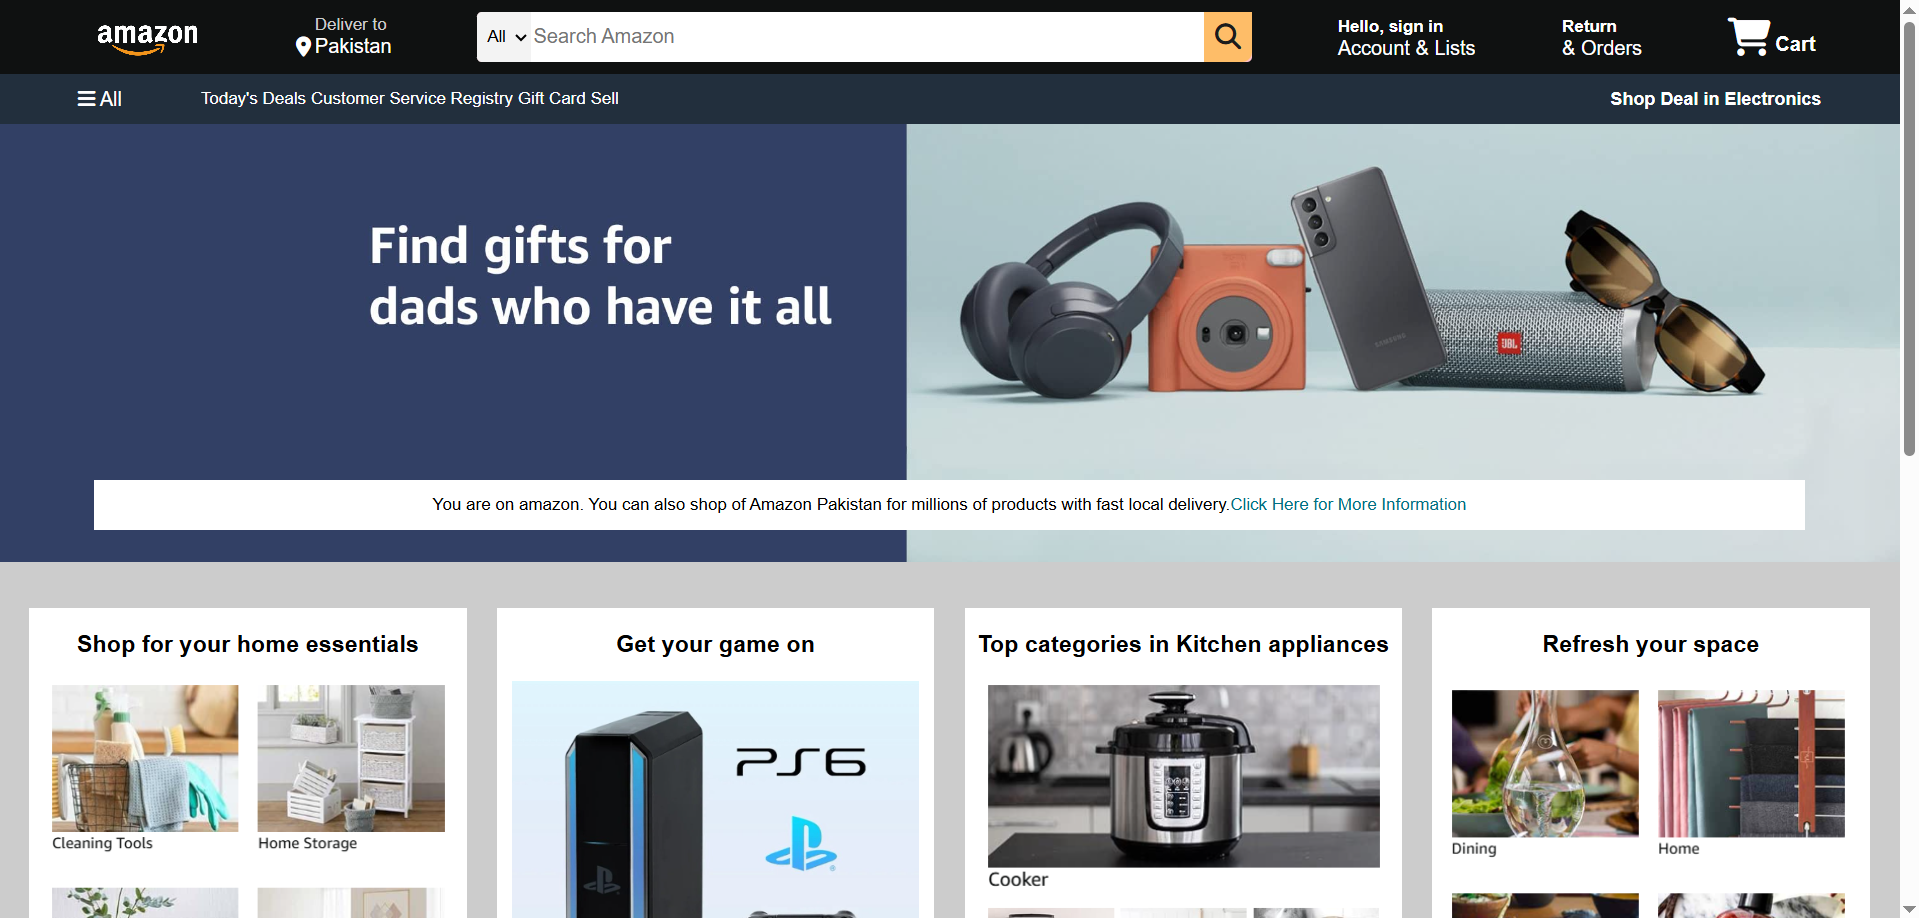 amazon
Deliver to
Pakistan
All
Search Amazon
Hello, sign in
Account & Lists
Return
& Orders
Cart
All
Today's Deals Customer Service Registry Gift Card Sell
Shop Deal in Electronics
Find gifts for
dads who have it all
SAMSUNG
JBL
You are on amazon. You can also shop of Amazon Pakistan for millions of products with fast local delivery.Click Here for More Information
Shop for your home essentials
Get your game on
Top categories in Kitchen appliances
Refresh your space
PS6
Cleaning Tools
Home Storage
Cooker
Dining
Home